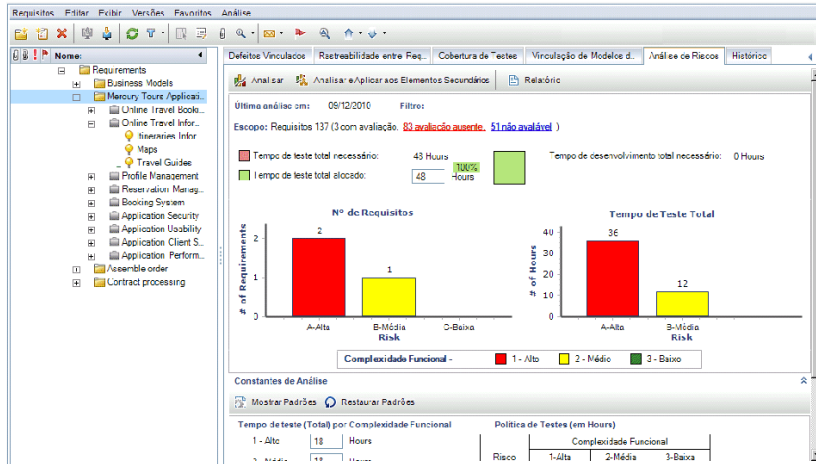 Requisitos Editar Exibir Versões Favoritos Análise
Nome:
Requirements
Business Models
Mercury Tours Applicati..
Online Travel Booki..
Online Travel Infor..
Itineraries Infor
Maps
Travel Guides
Profile Management
Reservation Manag..
Booking System
Application Security
Application Usability
Application Client S..
Application Perform..
Assemble order
Contract processing
Defeitos Vinculados Rastreabilidade entre Req.. Cobertura de Testes Vinculação de Modelos d.. Análise de Riscos Histórico
Analisar Analisar e Aplicar aos Elementos Secundários Relatório
Última análise em: 09/12/2010 Filtro:
Escopo: Requisitos 137 (3 com avaliação, 83 avaliação ausente, 51 não avaliável )
Tempo de teste total necessário: 48 Hours
Tempo de teste total alocado: 48 Hours
100%
Tempo de desenvolvimento total necessário: 0 Hours
Nº de Requisitos
# of Requirements
2
1
0
2
1
A-Alta B-Média C-Baixa
Risk
Tempo de Teste Total
# of Hours
40
30
20
10
0
36
12
A-Alta B-Média
Risk
Complexidade Funcional - 1 - Alto 2 - Médio 3 - Baixo
Constantes de Análise
Mostrar Padrões Restaurar Padrões
Tempo de teste (Total) por Complexidade Funcional
1 - Alto 18 Hours
18 Hours
Política de Testes (em Hours)
Complexidade Funcional
Risco 1-Alta 2-Média 3-Baixa